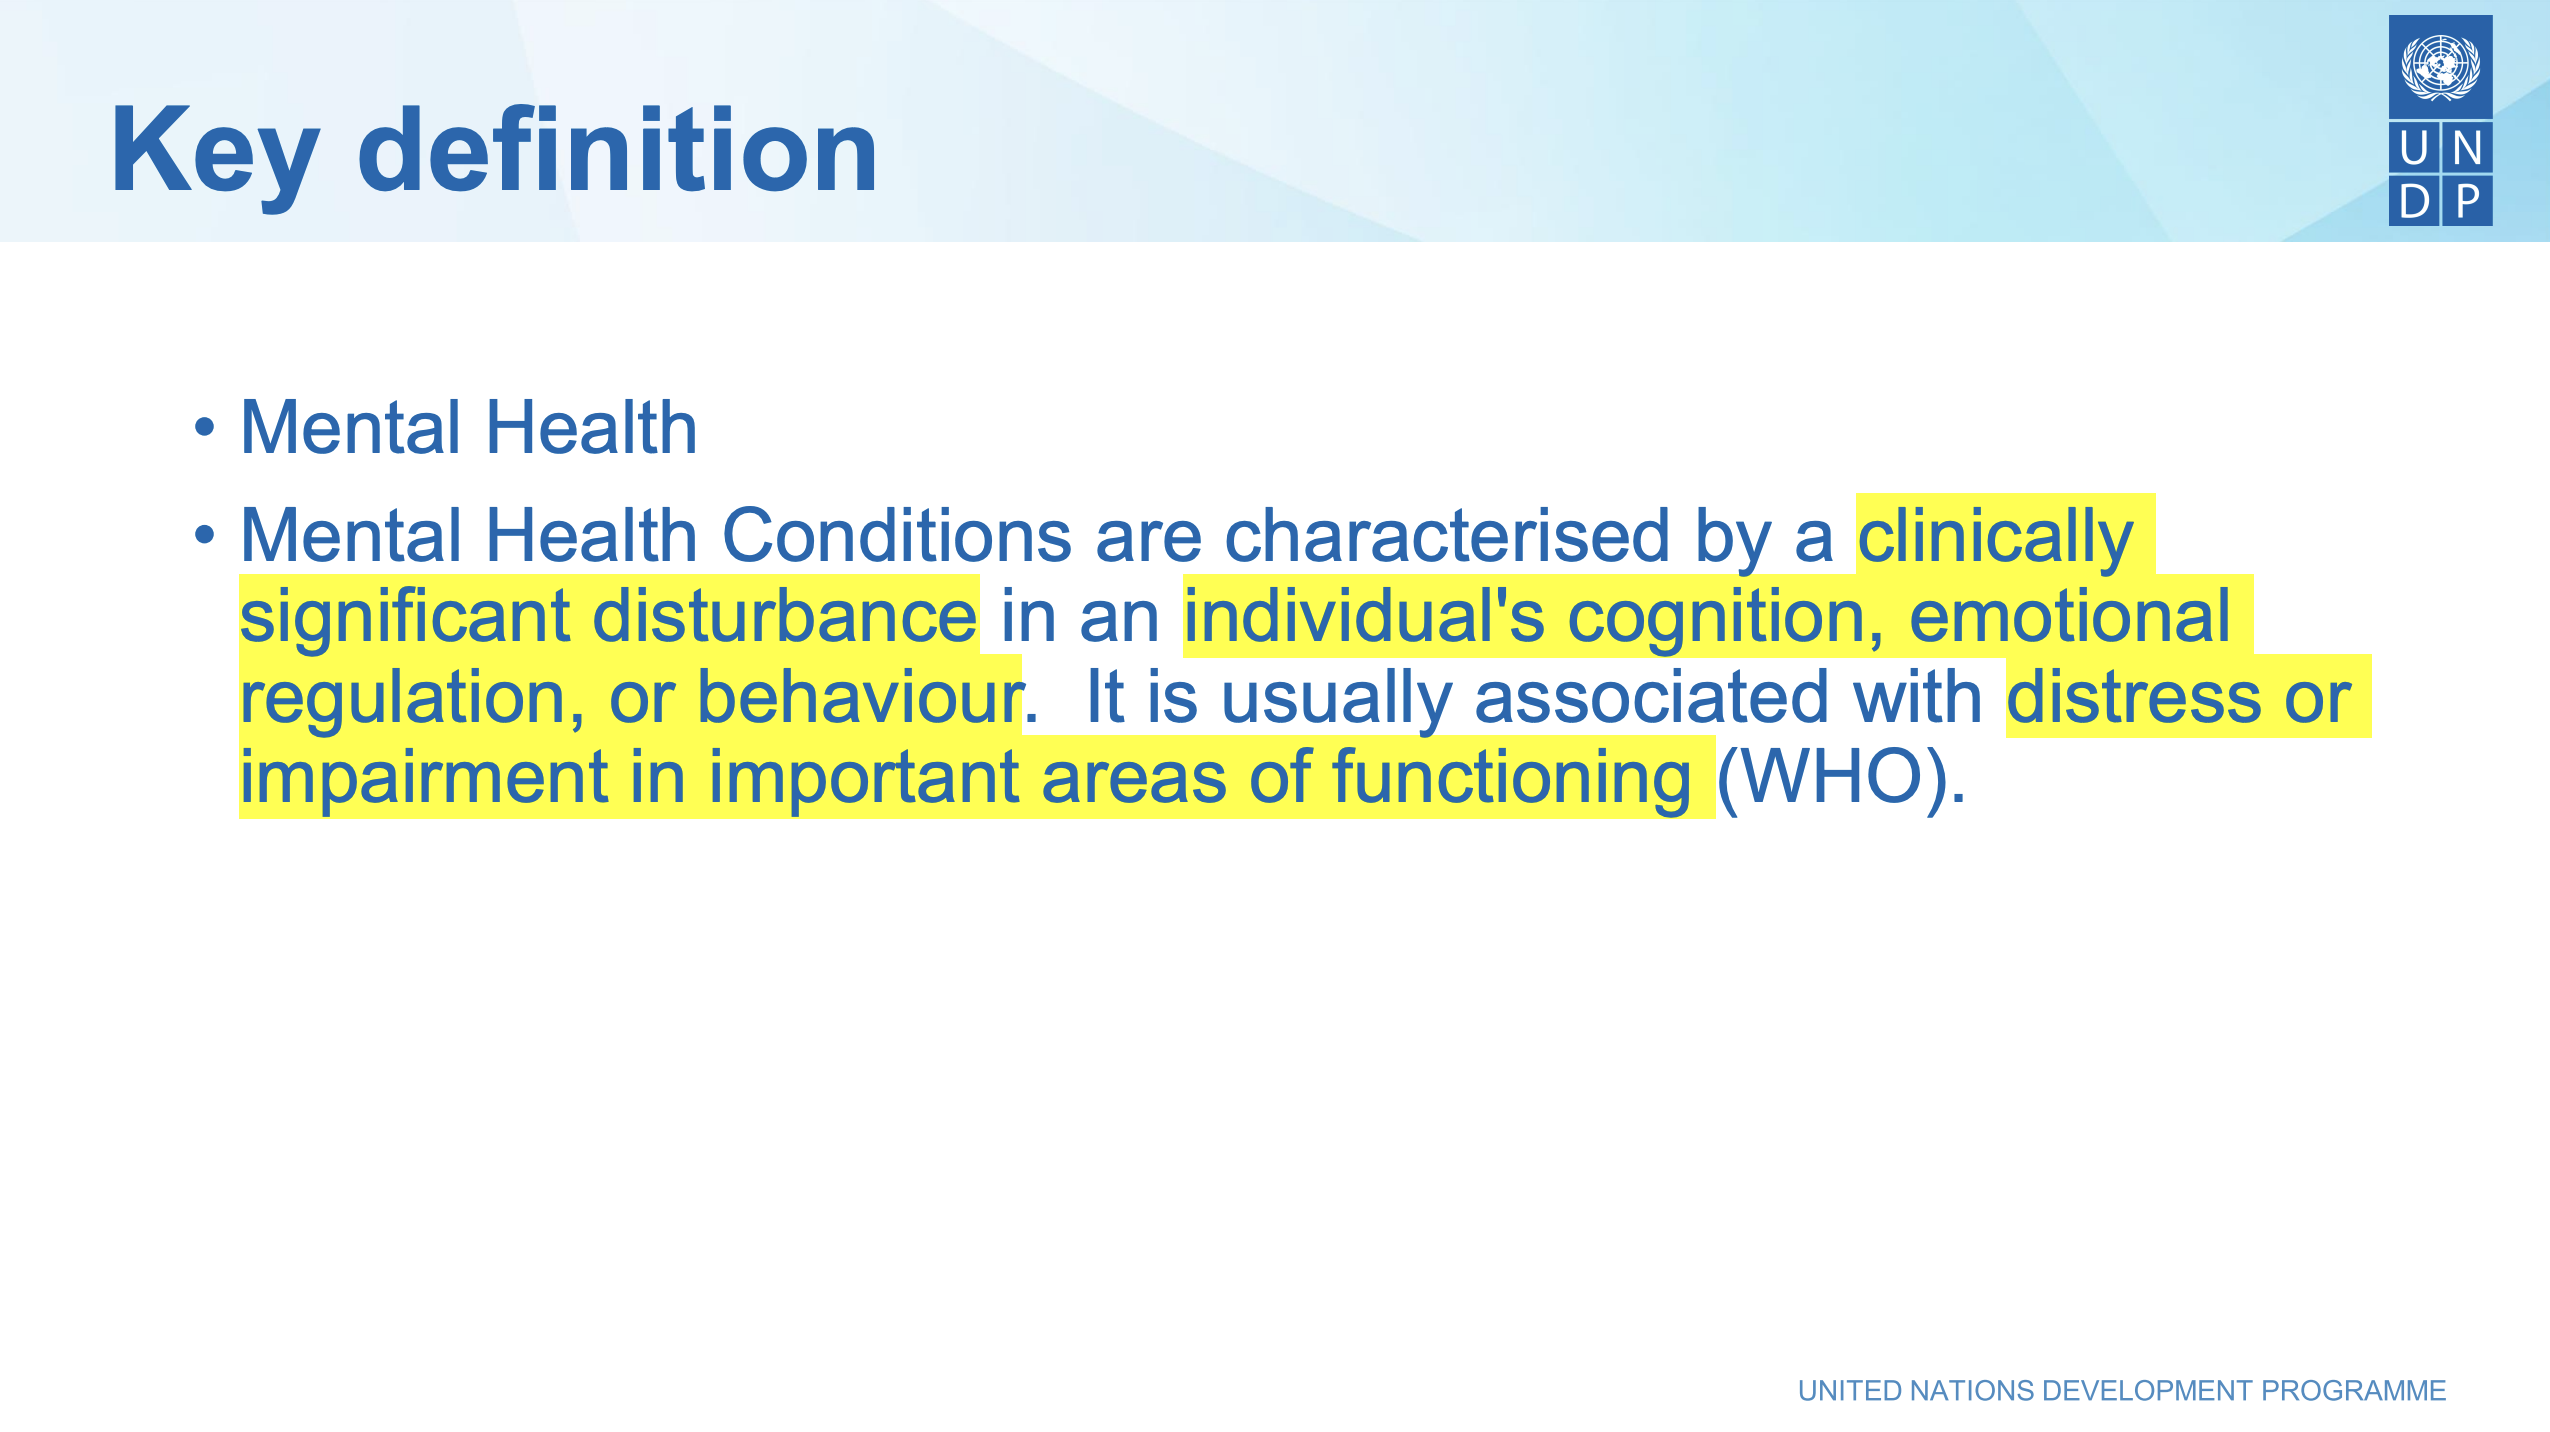 Key definition
UN
DP
• Mental Health
• Mental Health Conditions are characterised by a clinically
significant disturbance in an individual's cognition, emotional
regulation, or behaviour.  It is usually associated with distress or
impairment in important areas of functioning (WHO).
UNITED NATIONS DEVELOPMENT PROGRAMME